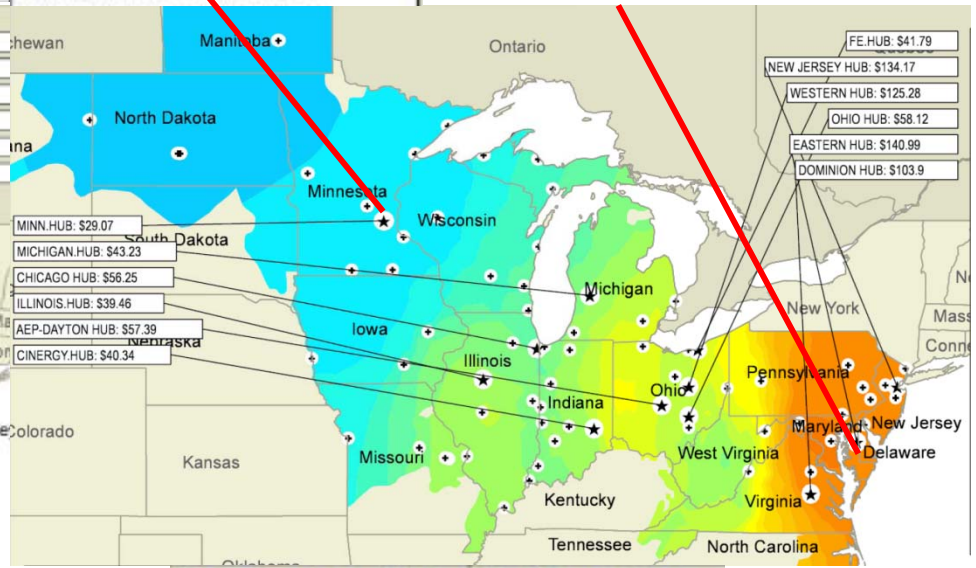 chewan
Manitoba
Ontario
FE.HUB: $41.79
NEW JERSEY HUB: $134.17
WESTERN HUB: $125.28
OHIO HUB: $58.12
EASTERN HUB: $140.99
DOMINION HUB: $103.9
North Dakota
ana
Minnesota
Wisconsin
MINN.HUB: $29.07
South Dakota
MICHIGAN.HUB: $43.23
CHICAGO HUB: $56.25
ILLINOIS.HUB: $39.46
AEP-DAYTON HUB: $57.39
Nebraska
CINERGY.HUB: $40.34
Michigan
New York
Mass
Conne
Iowa
Illinois
Indiana
Ohio
Pennsylvania
Maryland
New Jersey
Delaware
West Virginia
Virginia
Colorado
Kansas
Missouri
Kentucky
Tennessee
North Carolina